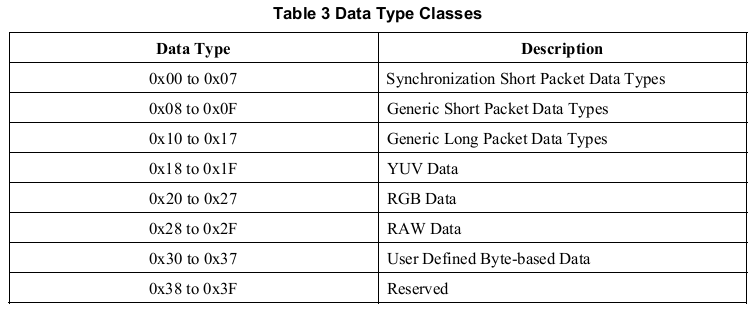 Table 3 Data Type Classes
Data Type Description
0x00 to 0x07 Synchronization Short Packet Data Types
0x08 to 0x0F Generic Short Packet Data Types
0x10 to 0x17 Generic Long Packet Data Types
0x18 to 0x1F YUV Data
0x20 to 0x27 RGB Data
0x28 to 0x2F RAW Data
0x30 to 0x37 User Defined Byte-based Data
0x38 to 0x3F Reserved